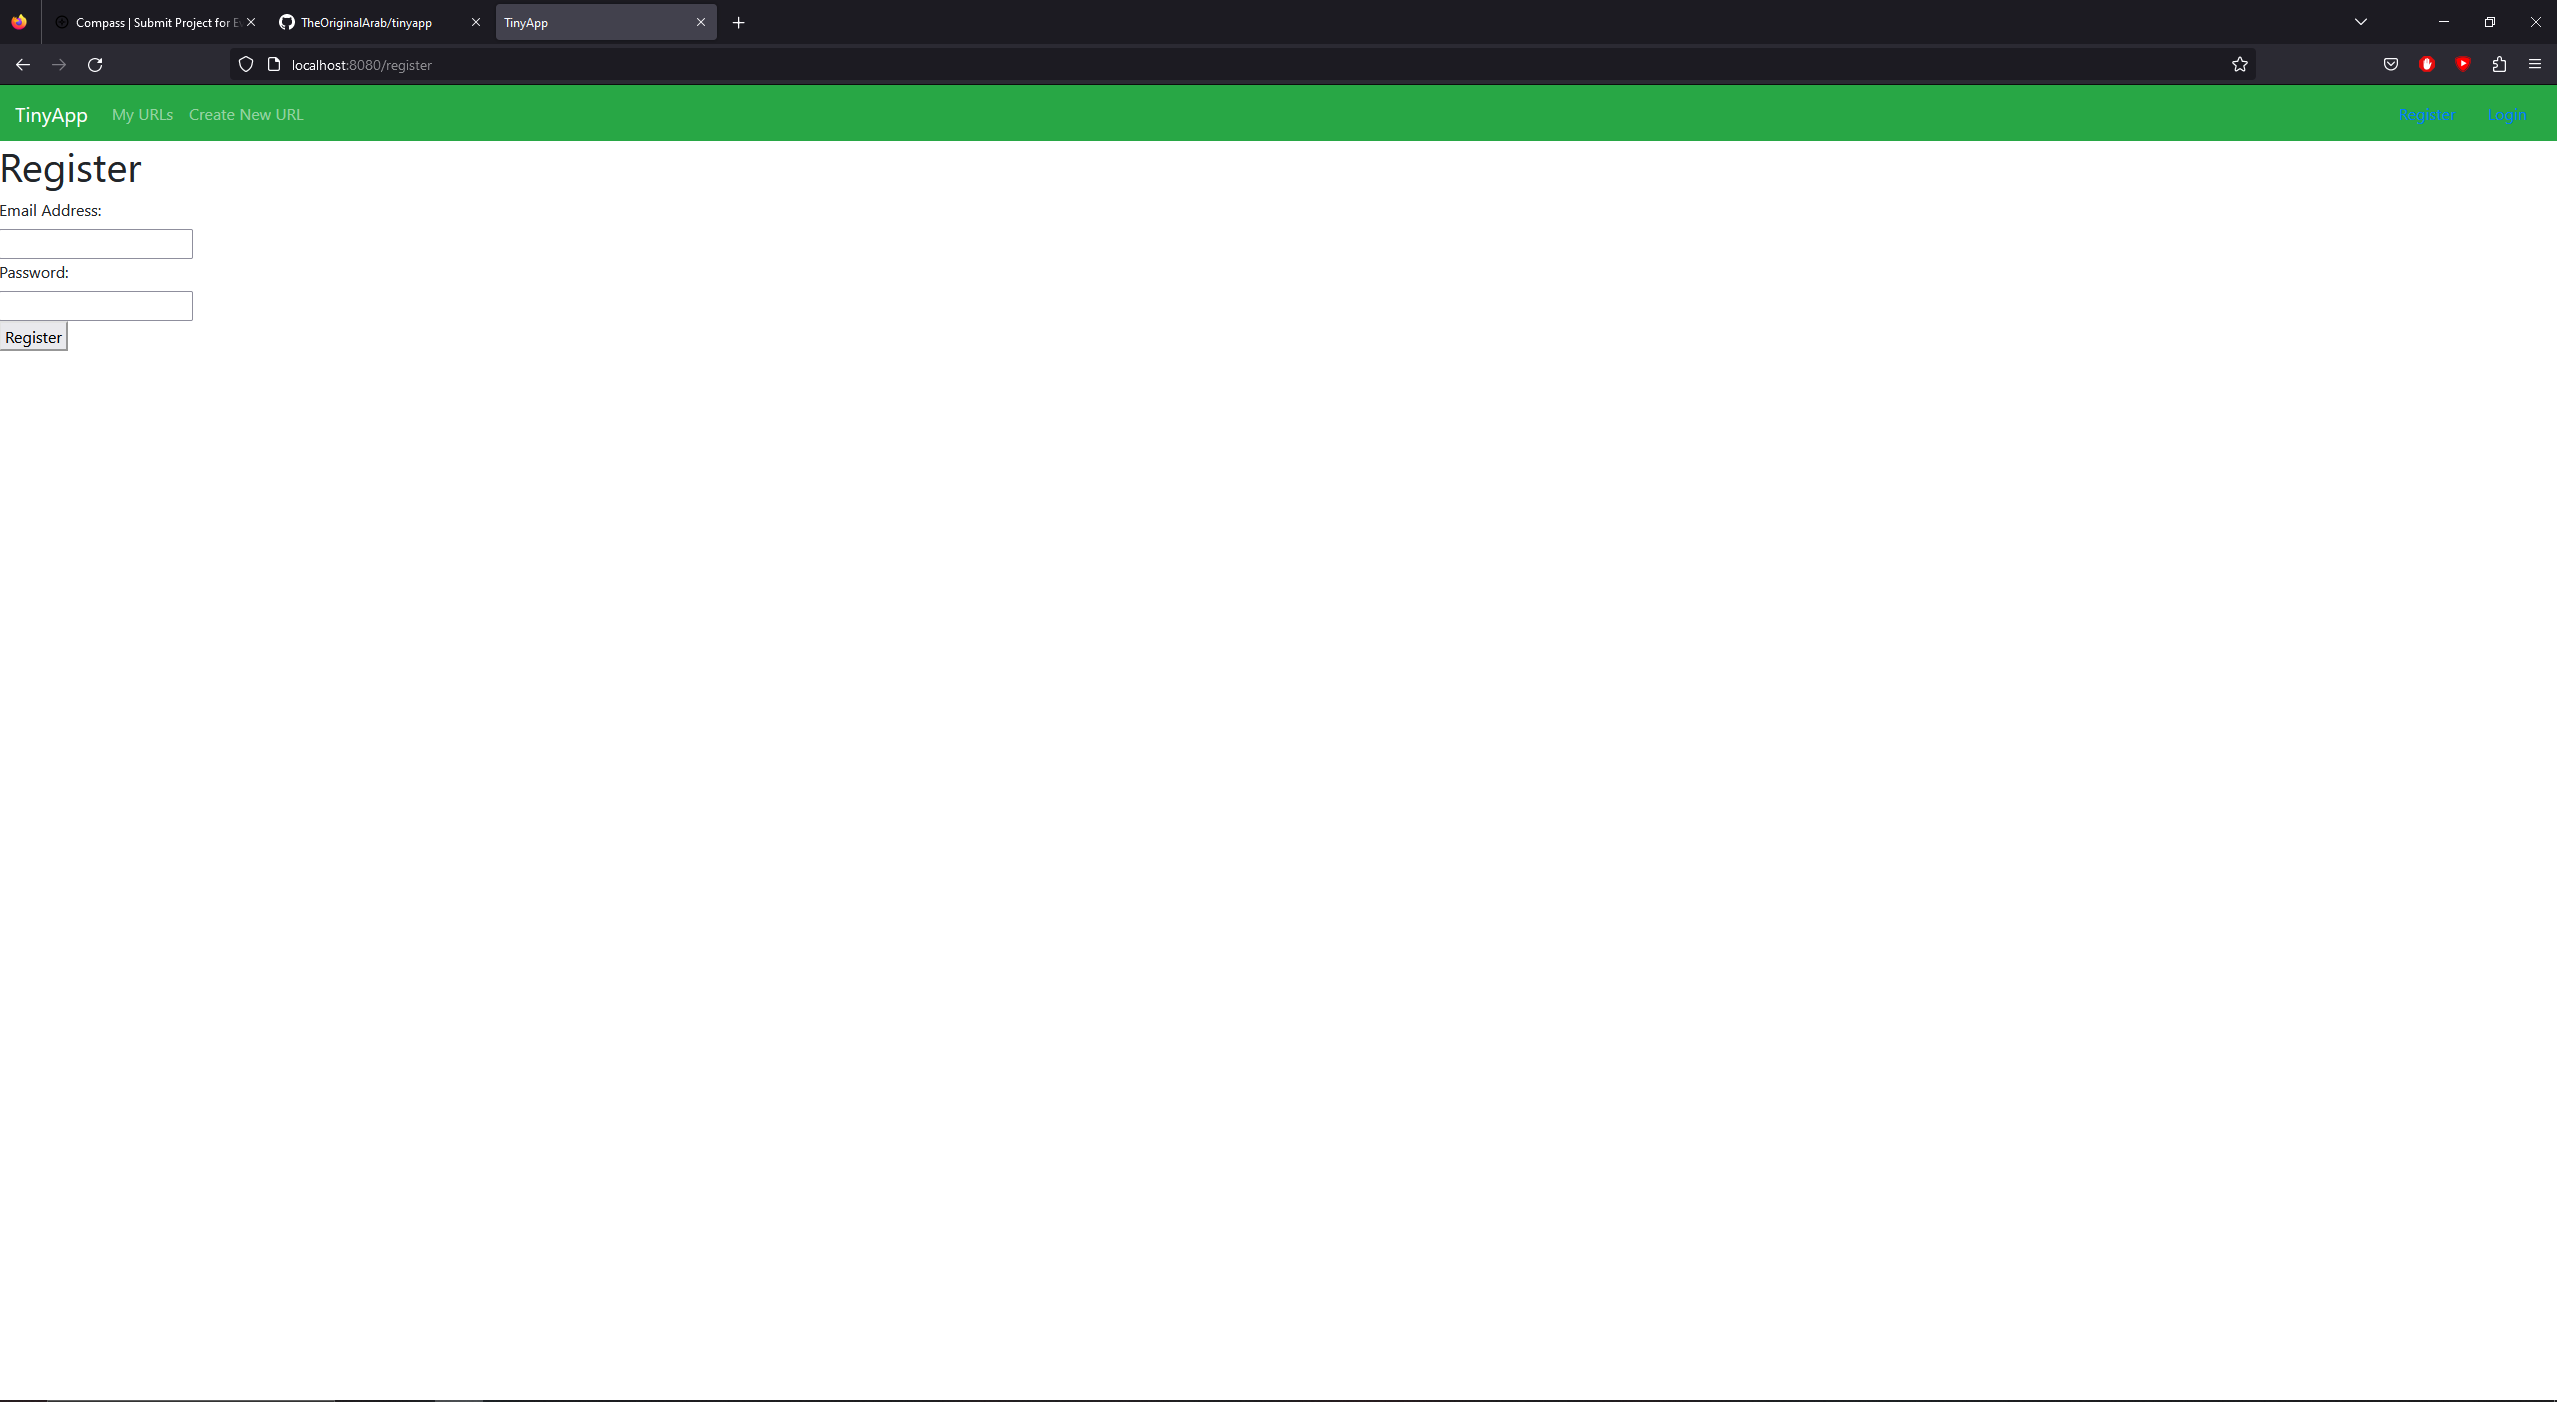 Compass | Submit Project for Ev
TheOriginalArab/tinyapp
TinyApp
localhost:8080/register
TinyApp My URLs Create New URL Register Login
Register
Email Address:
Password:
Register